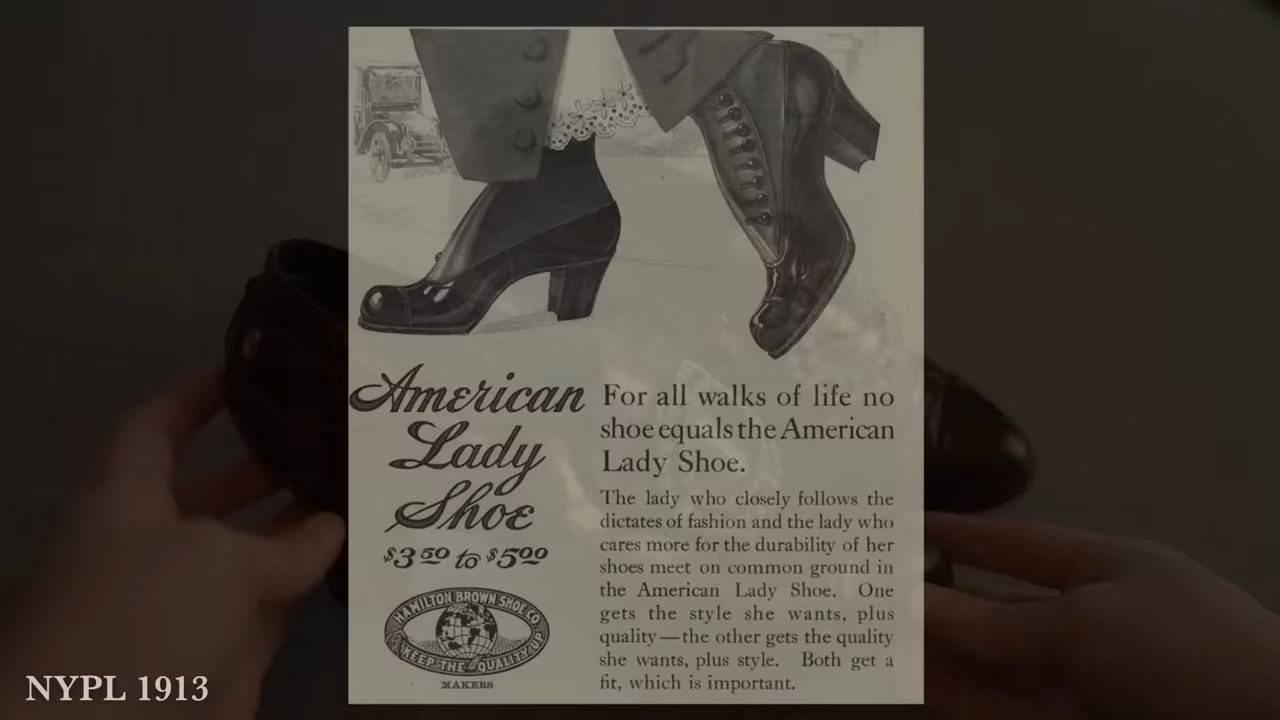 American
Lady
Shoe
$3.50 to $5.00
HAMILTON BROWN SHOE CO.
KEEP THE QUALITY UP
MAKERS
For all walks of life no
shoe equals the American
Lady Shoe.
The lady who closely follows the
dictates of fashion and the lady who
cares more for the durability of her
shoes meet on common ground in
the American Lady Shoe. One
gets the style she wants, plus
quality—the other gets the quality
she wants, plus style. Both get a
fit, which is important.
NYPL 1913